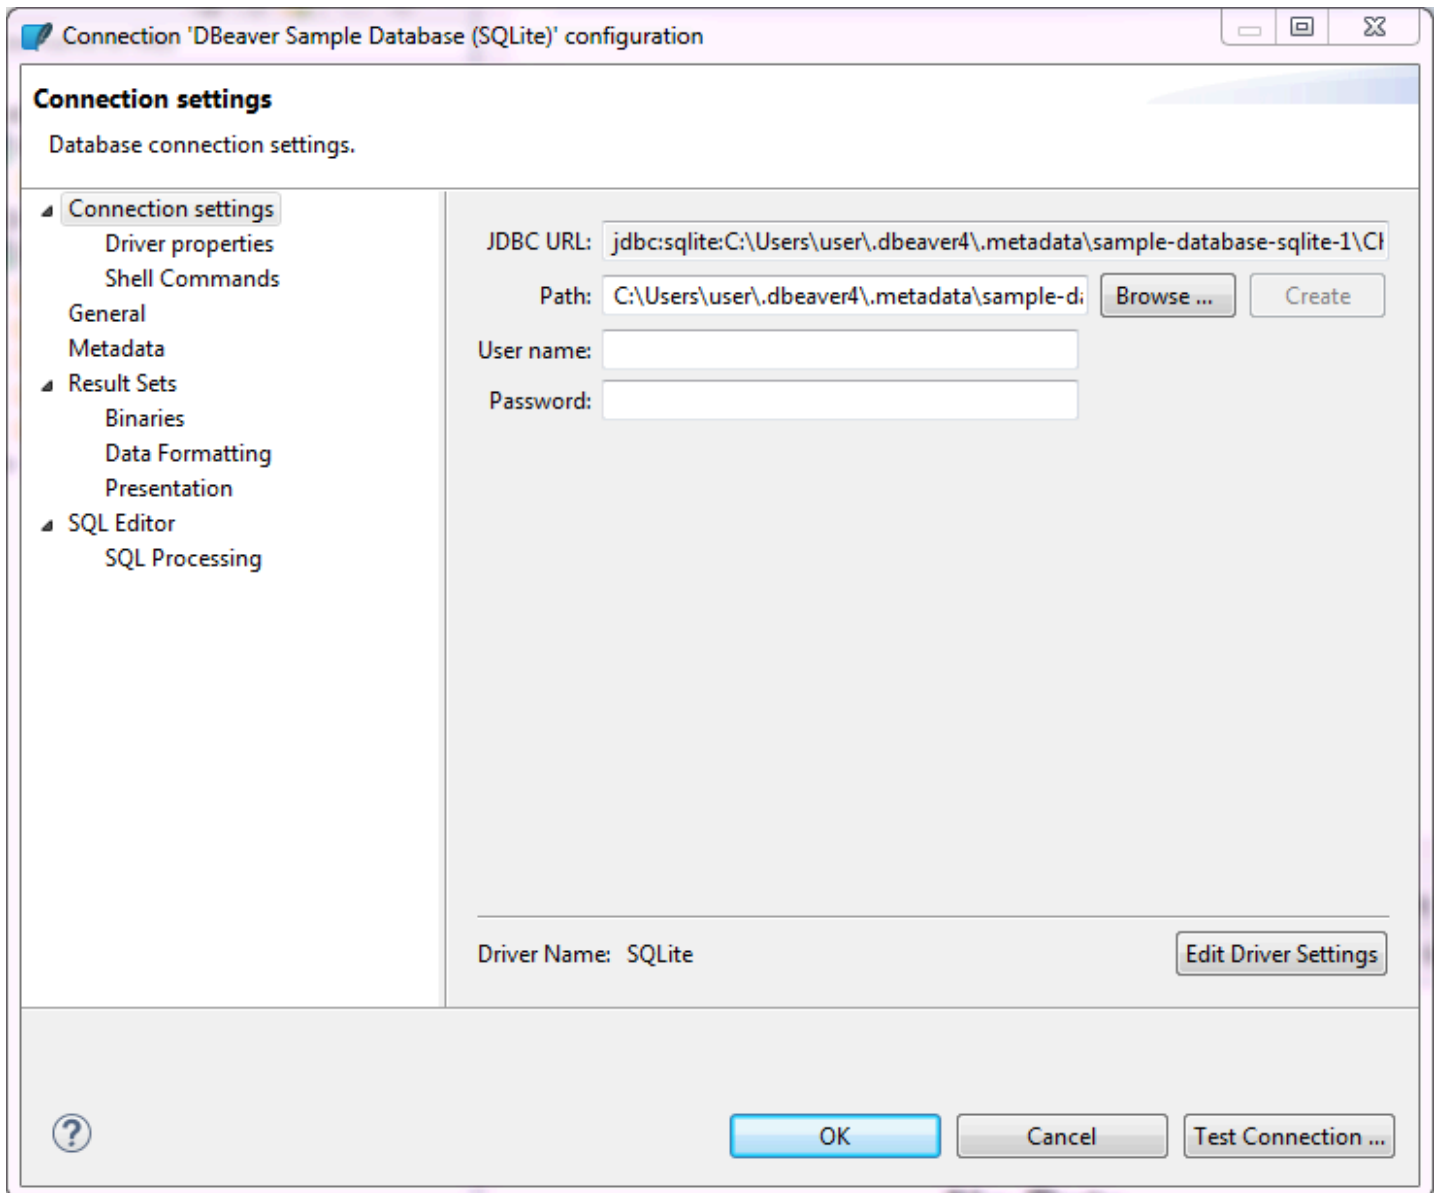 Connection 'DBeaver Sample Database (SQLite)' configuration
Connection settings
Database connection settings.
Connection settings
Driver properties
Shell Commands
General
Metadata
Result Sets
Binaries
Data Formatting
Presentation
SQL Editor
SQL Processing
JDBC URL: jdbc:sqlite:C:\Users\user\.dbeaver4\.metadata\sample-database-sqlite-1\
Path: C:\Users\user\.dbeaver4\.metadata\ Browse ... Create
User name:
Password:
Driver Name: SQLite Edit Driver Settings
OK Cancel Test Connection ...